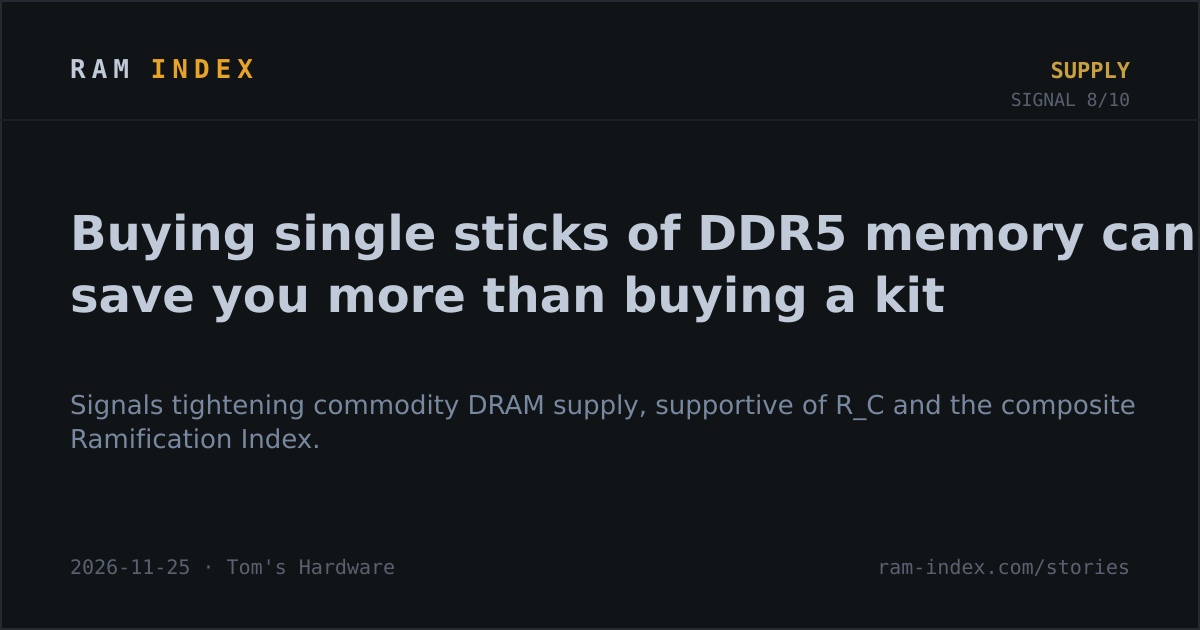 RAM INDEX
SUPPLY
SIGNAL 8/10
Buying single sticks of DDR5 memory can
save you more than buying a kit
Signals tightening commodity DRAM supply, supportive of R_C and the composite
Ramification Index.
2026-11-25 · Tom's Hardware
ram-index.com/stories